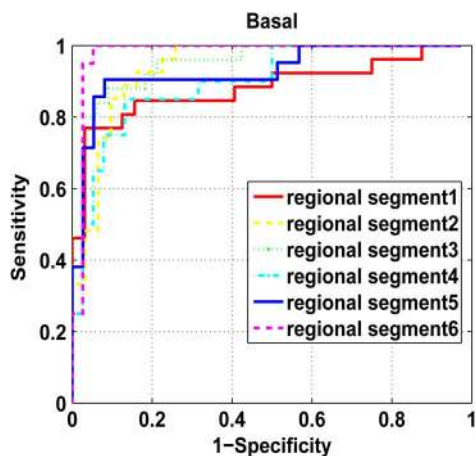 Basal
1
0.8
0.6
0.4
0.2
0
Sensitivity
regional segment1
regional segment2
regional segment3
regional segment4
regional segment5
regional segment6
0 0.2 0.4 0.6 0.8 1
1−Specificity